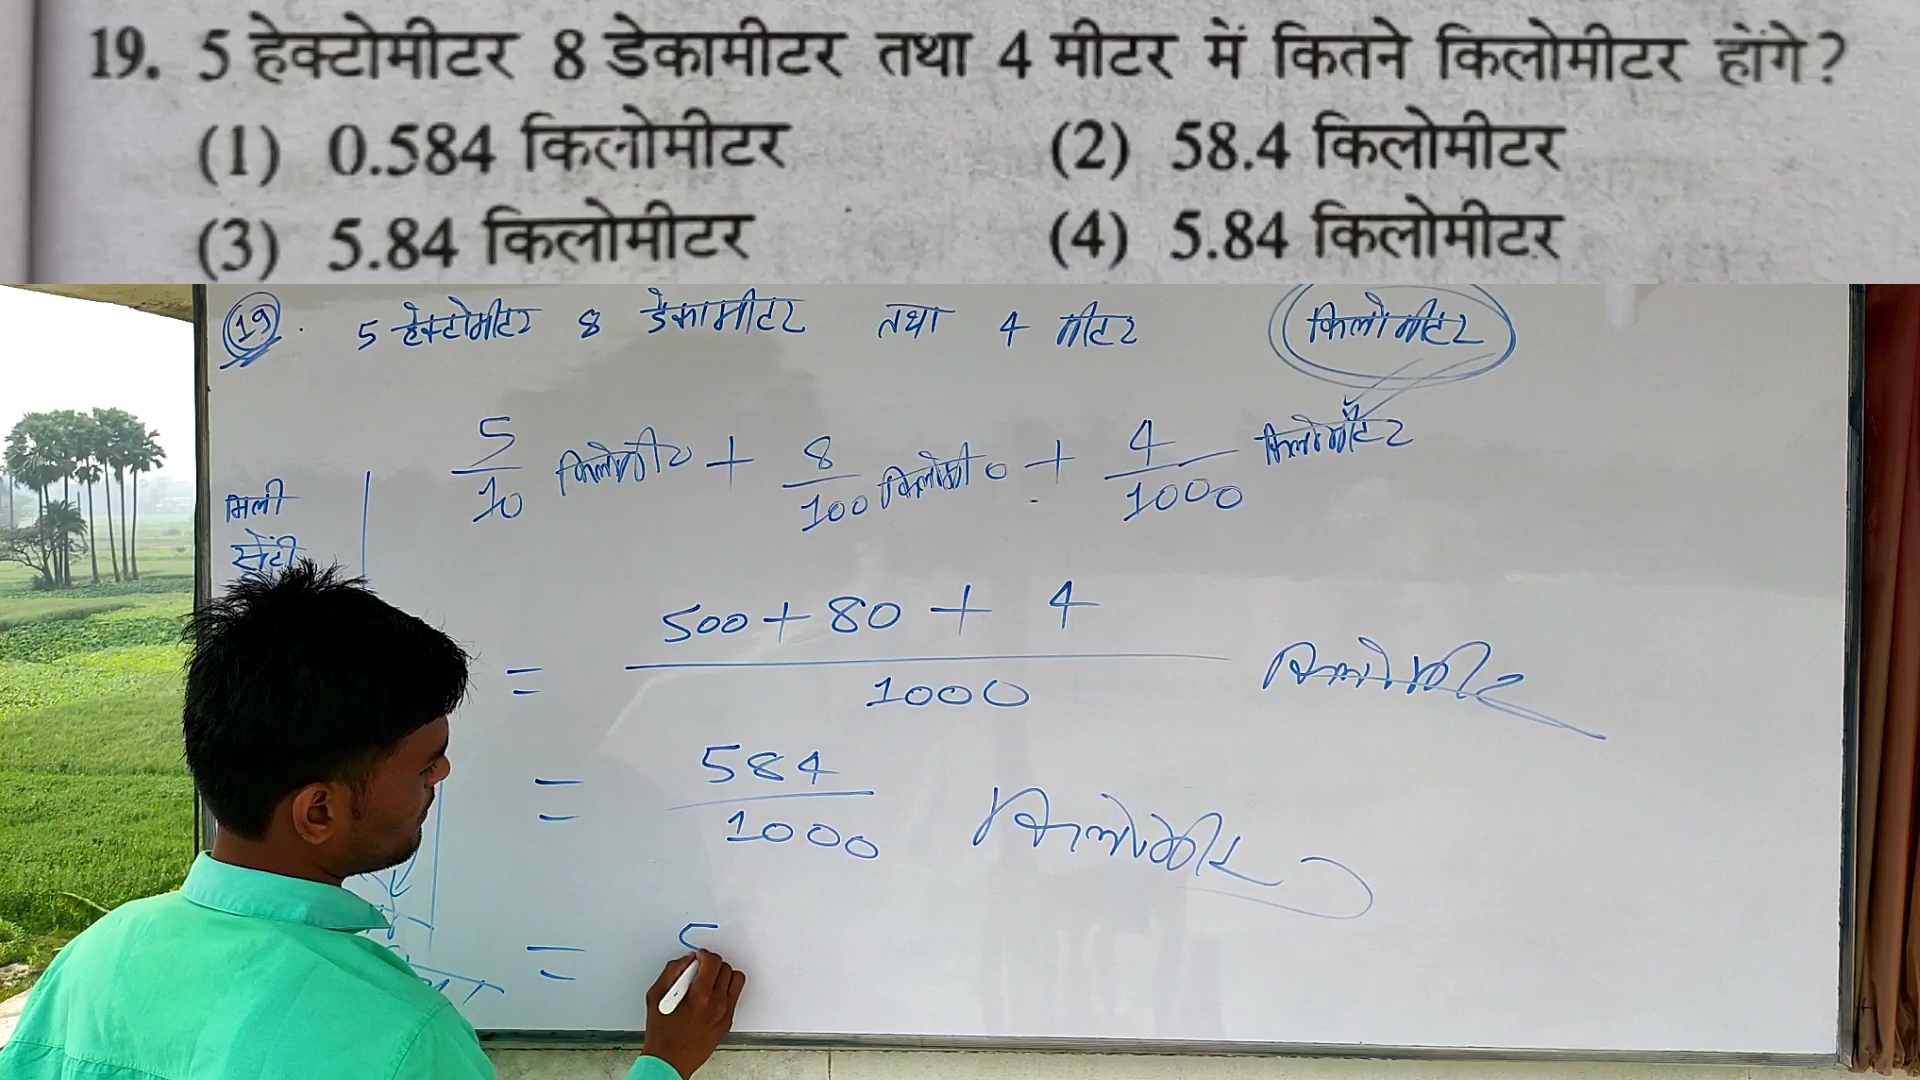 19. 5 हेक्टोमीटर 8 डेकामीटर तथा 4 मीटर में कितने किलोमीटर होंगे?
(1) 0.584 किलोमीटर (2) 58.4 किलोमीटर
(3) 5.84 किलोमीटर (4) 5.84 किलोमीटर
19. 5 हेक्टोमीटर 8 डेकामीटर तथा 4 मीटर किलोमीटर
5/10 किलोमी० + 8/100 किलोमी० + 4/1000 किलोमीटर
मिली
सेंटी
= 500+80+4/1000 किलोमीटर
= 584/1000 किलोमीटर
= 5